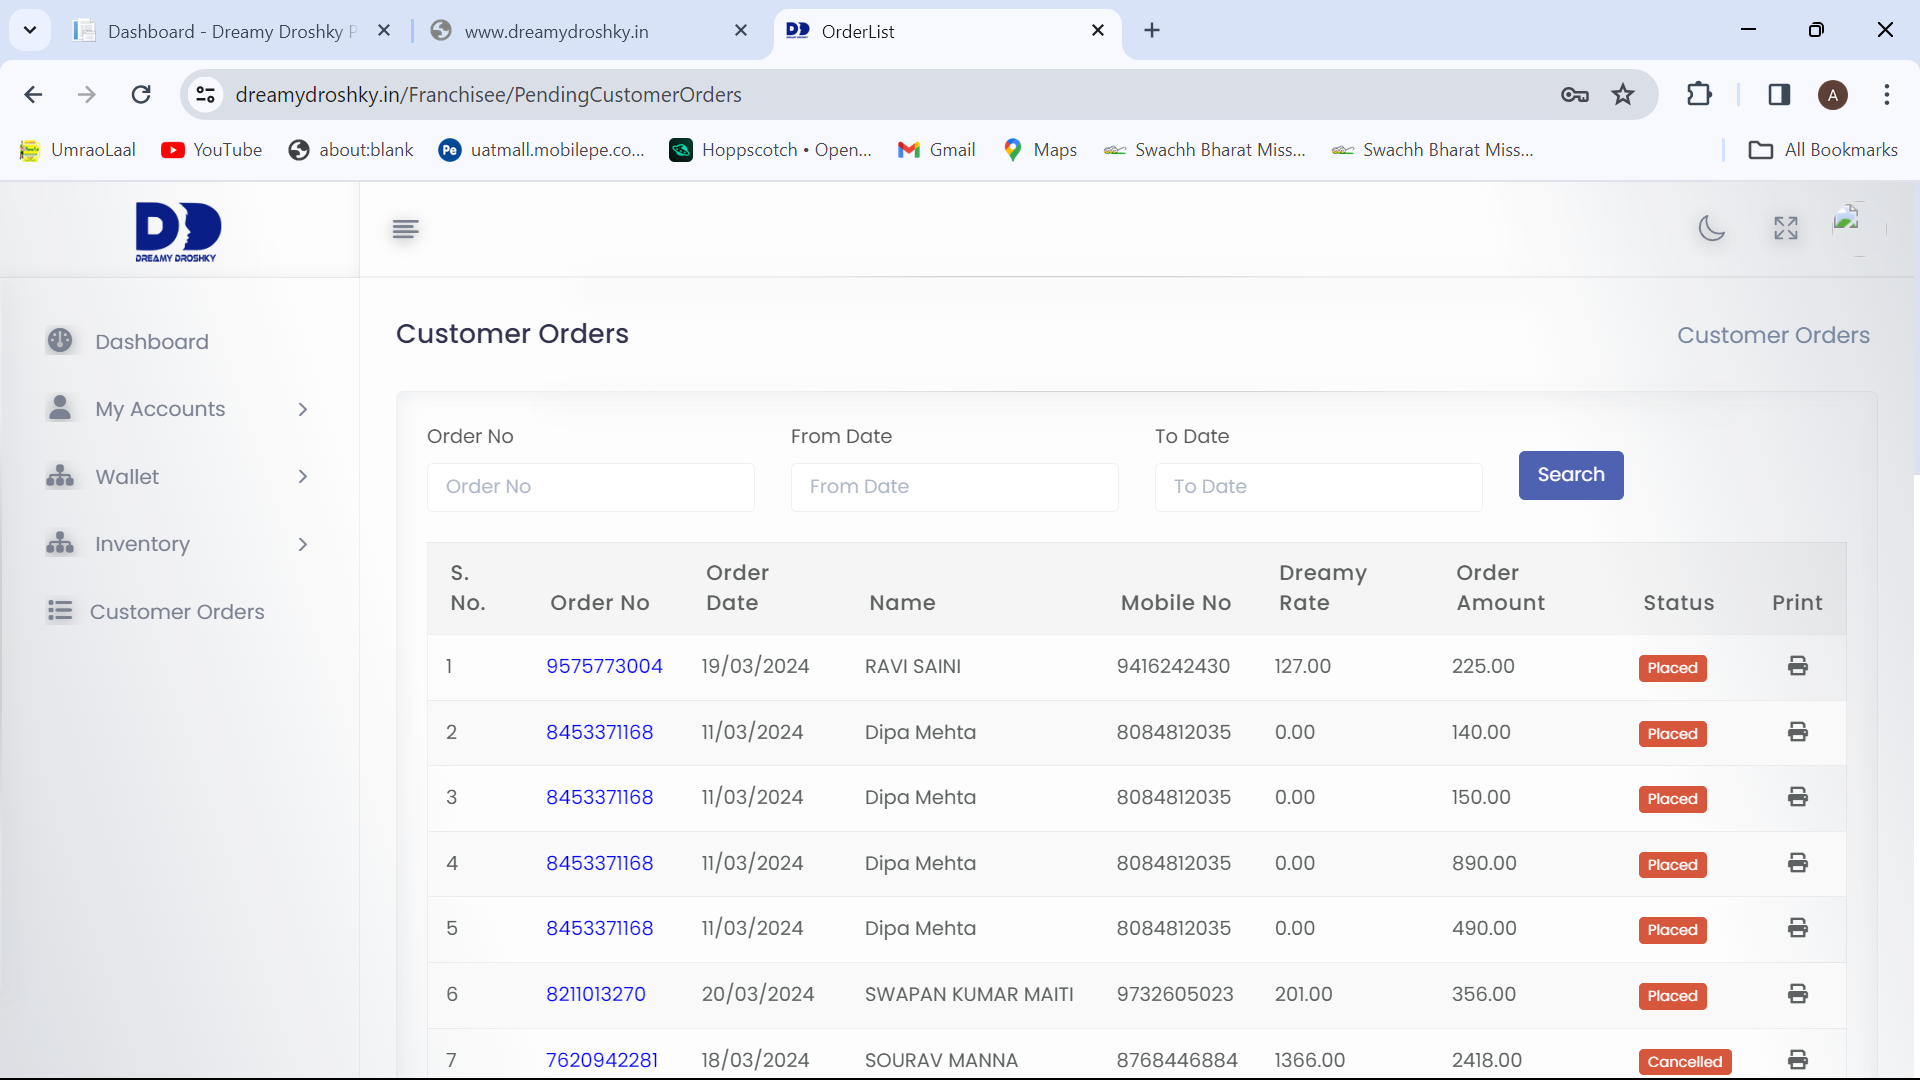 Dashboard - Dreamy Droshky P
www.dreamydroshky.in
OrderList
dreamydroshky.in/Franchisee/PendingCustomerOrders
A
UmraoLaal
YouTube
about:blank
Pe
uatmall.mobilepe.co...
Hoppscotch • Open...
Gmail
Maps
Swachh Bharat Miss...
Swachh Bharat Miss...
All Bookmarks
DREAMY DROSHKY
Dashboard
My Accounts
Wallet
Inventory
Customer Orders
Customer Orders
Customer Orders
Order No From Date To Date
Order No From Date To Date Search
S. No. Order No Order Date Name Mobile No Dreamy Rate Order Amount Status Print
1 9575773004 19/03/2024 RAVI SAINI 9416242430 127.00 225.00 Placed
2 8453371168 11/03/2024 Dipa Mehta 8084812035 0.00 140.00 Placed
3 8453371168 11/03/2024 Dipa Mehta 8084812035 0.00 150.00 Placed
4 8453371168 11/03/2024 Dipa Mehta 8084812035 0.00 890.00 Placed
5 8453371168 11/03/2024 Dipa Mehta 8084812035 0.00 490.00 Placed
6 8211013270 20/03/2024 SWAPAN KUMAR MAITI 9732605023 201.00 356.00 Placed
7 7620942281 18/03/2024 SOURAV MANNA 8768446884 1366.00 2418.00 Cancelled